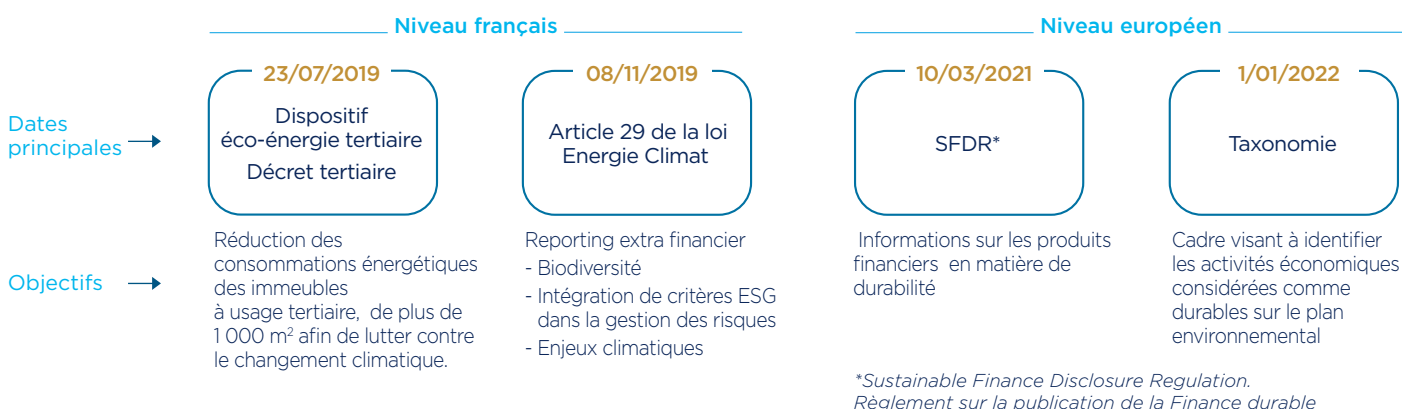 Niveau français
Niveau européen
Dates
principales
23/07/2019
Dispositif
éco-énergie tertiaire
Décret tertiaire
08/11/2019
Article 29 de la loi
Energie Climat
10/03/2021
SFDR*
1/01/2022
Taxonomie
Objectifs
Réduction des
consommations énergétiques
des immeubles
à usage tertiaire, de plus de
1 000 m² afin de lutter contre
le changement climatique.
Reporting extra financier
- Biodiversité
- Intégration de critères ESG
dans la gestion des risques
- Enjeux climatiques
Informations sur les produits
financiers en matière de
durabilité
Cadre visant à identifier
les activités économiques
considérées comme
durables sur le plan
environnemental
*Sustainable Finance Disclosure Regulation.
Règlement sur la publication de la Finance durable